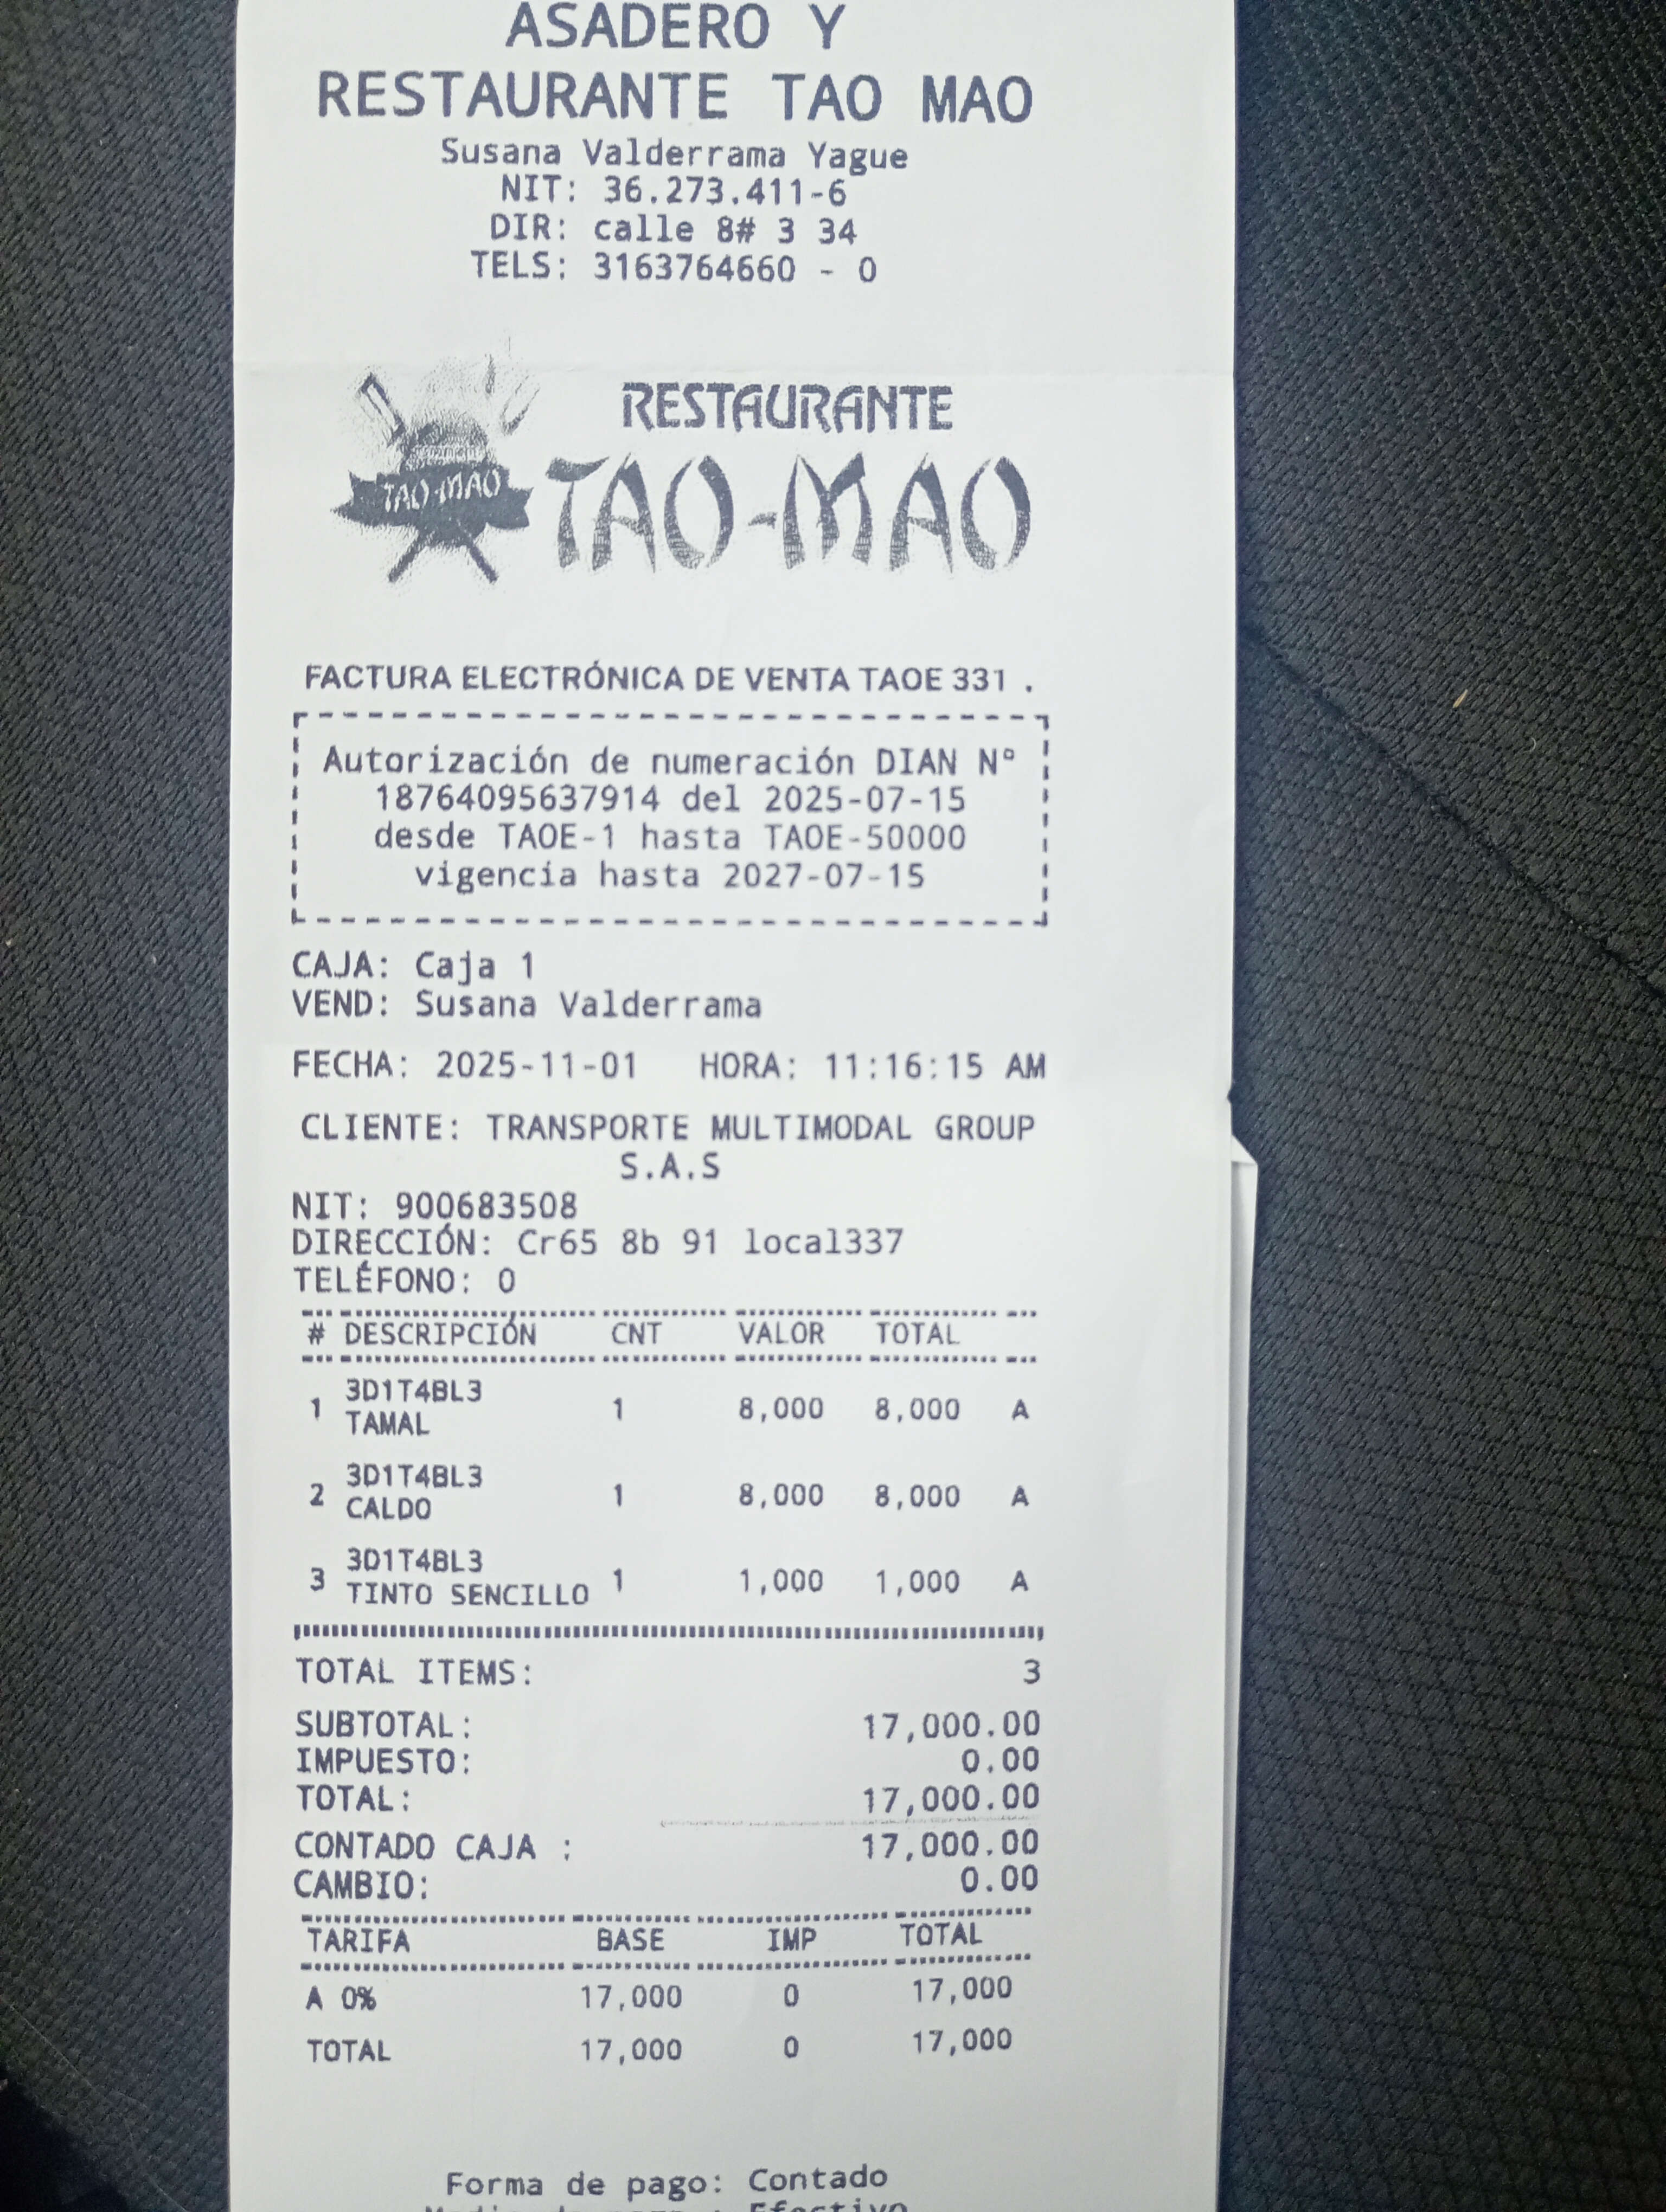 ASADERO Y
RESTAURANTE TAO MAO
Susana Valderrama Yague
NIT: 36.273.411-6
DIR: calle 8# 3 34
TELS: 3163764660 - 0
RESTAURANTE
TAO-MAO TAO-MAO
FACTURA ELECTRÓNICA DE VENTA TAOE 331 .
Autorización de numeración DIAN Nº
18764095637914 del 2025-07-15
desde TAOE-1 hasta TAOE-50000
vigencia hasta 2027-07-15
CAJA: Caja 1
VEND: Susana Valderrama
FECHA: 2025-11-01 HORA: 11:16:15 AM
CLIENTE: TRANSPORTE MULTIMODAL GROUP
S.A.S
NIT: 900683508
DIRECCIÓN: Cr65 8b 91 local337
TELÉFONO: 0
# DESCRIPCIÓN CNT VALOR TOTAL
3D1T4BL3
1 TAMAL 1 8,000 8,000 A
3D1T4BL3
2 CALDO 1 8,000 8,000 A
3D1T4BL3
3 TINTO SENCILLO 1 1,000 1,000 A
TOTAL ITEMS: 3
SUBTOTAL: 17,000.00
IMPUESTO: 0.00
TOTAL: 17,000.00
CONTADO CAJA : 17,000.00
CAMBIO: 0.00
TARIFA BASE IMP TOTAL
A 0% 17,000 0 17,000
TOTAL 17,000 0 17,000
Forma de pago: Contado
Efectivo